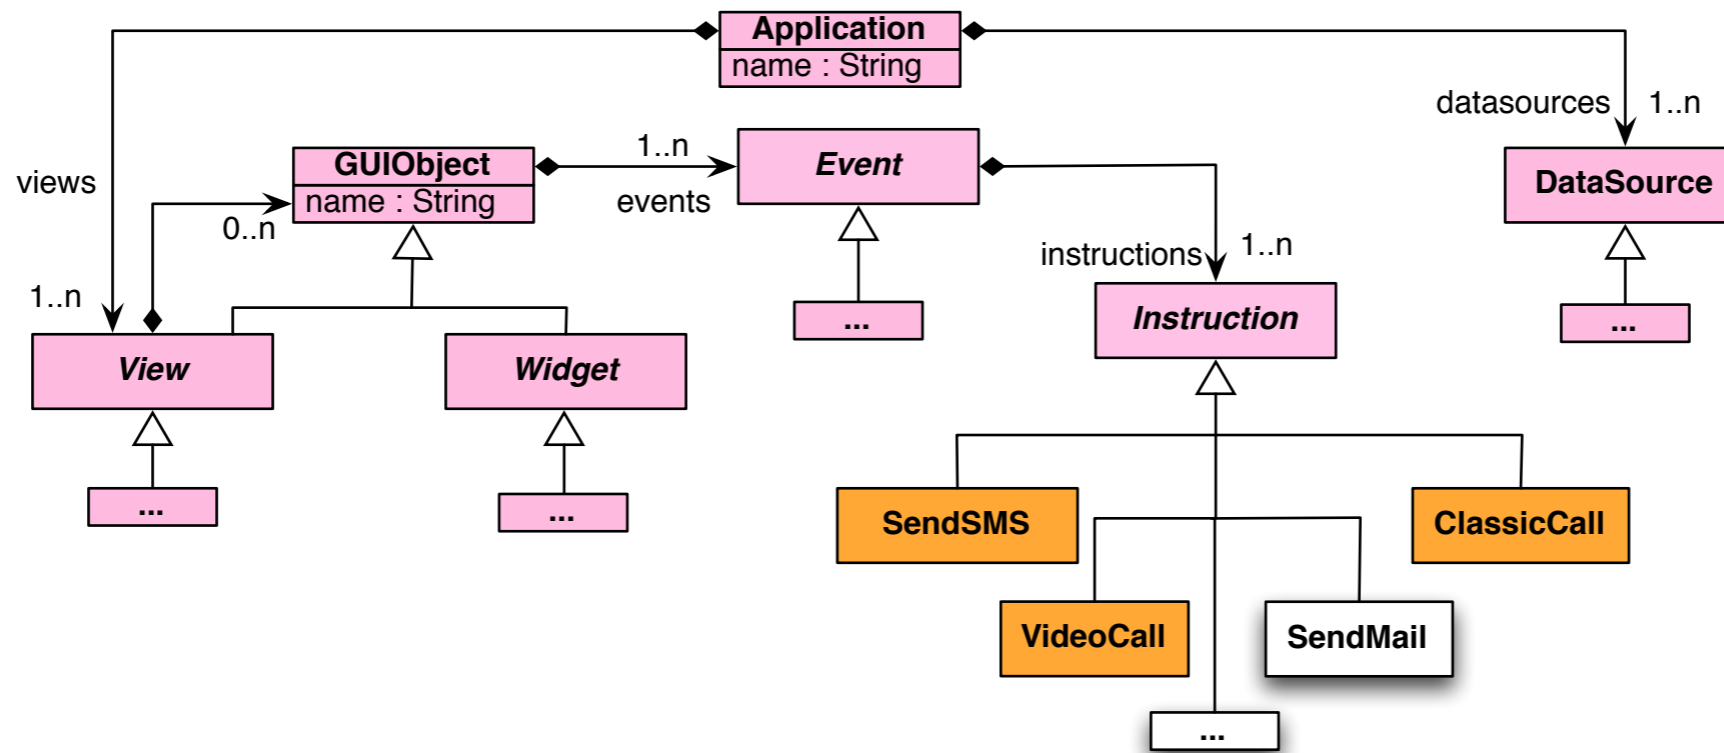 Application
name : String
datasources 1..n
views
GUIObject
name : String
1..n
events
Event
DataSource
0..n
instructions 1..n
1..n
...
Instruction
...
View
Widget
...
...
SendSMS
ClassicCall
VideoCall
SendMail
...